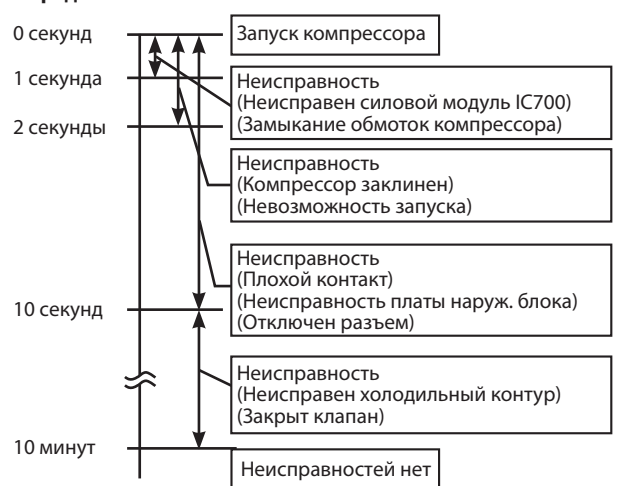 0 секунд
Запуск компрессора
1 секунда
Неисправность
(Неисправен силовой модуль IC700)
(Замыкание обмоток компрессора)
2 секунды
Неисправность
(Компрессор заклинен)
(Невозможность запуска)
Неисправность
(Плохой контакт)
(Неисправность платы наруж. блока)
(Отключен разъем)
10 секунд
Неисправность
(Неисправен холодильный контур)
(Закрыт клапан)
10 минут
Неисправностей нет